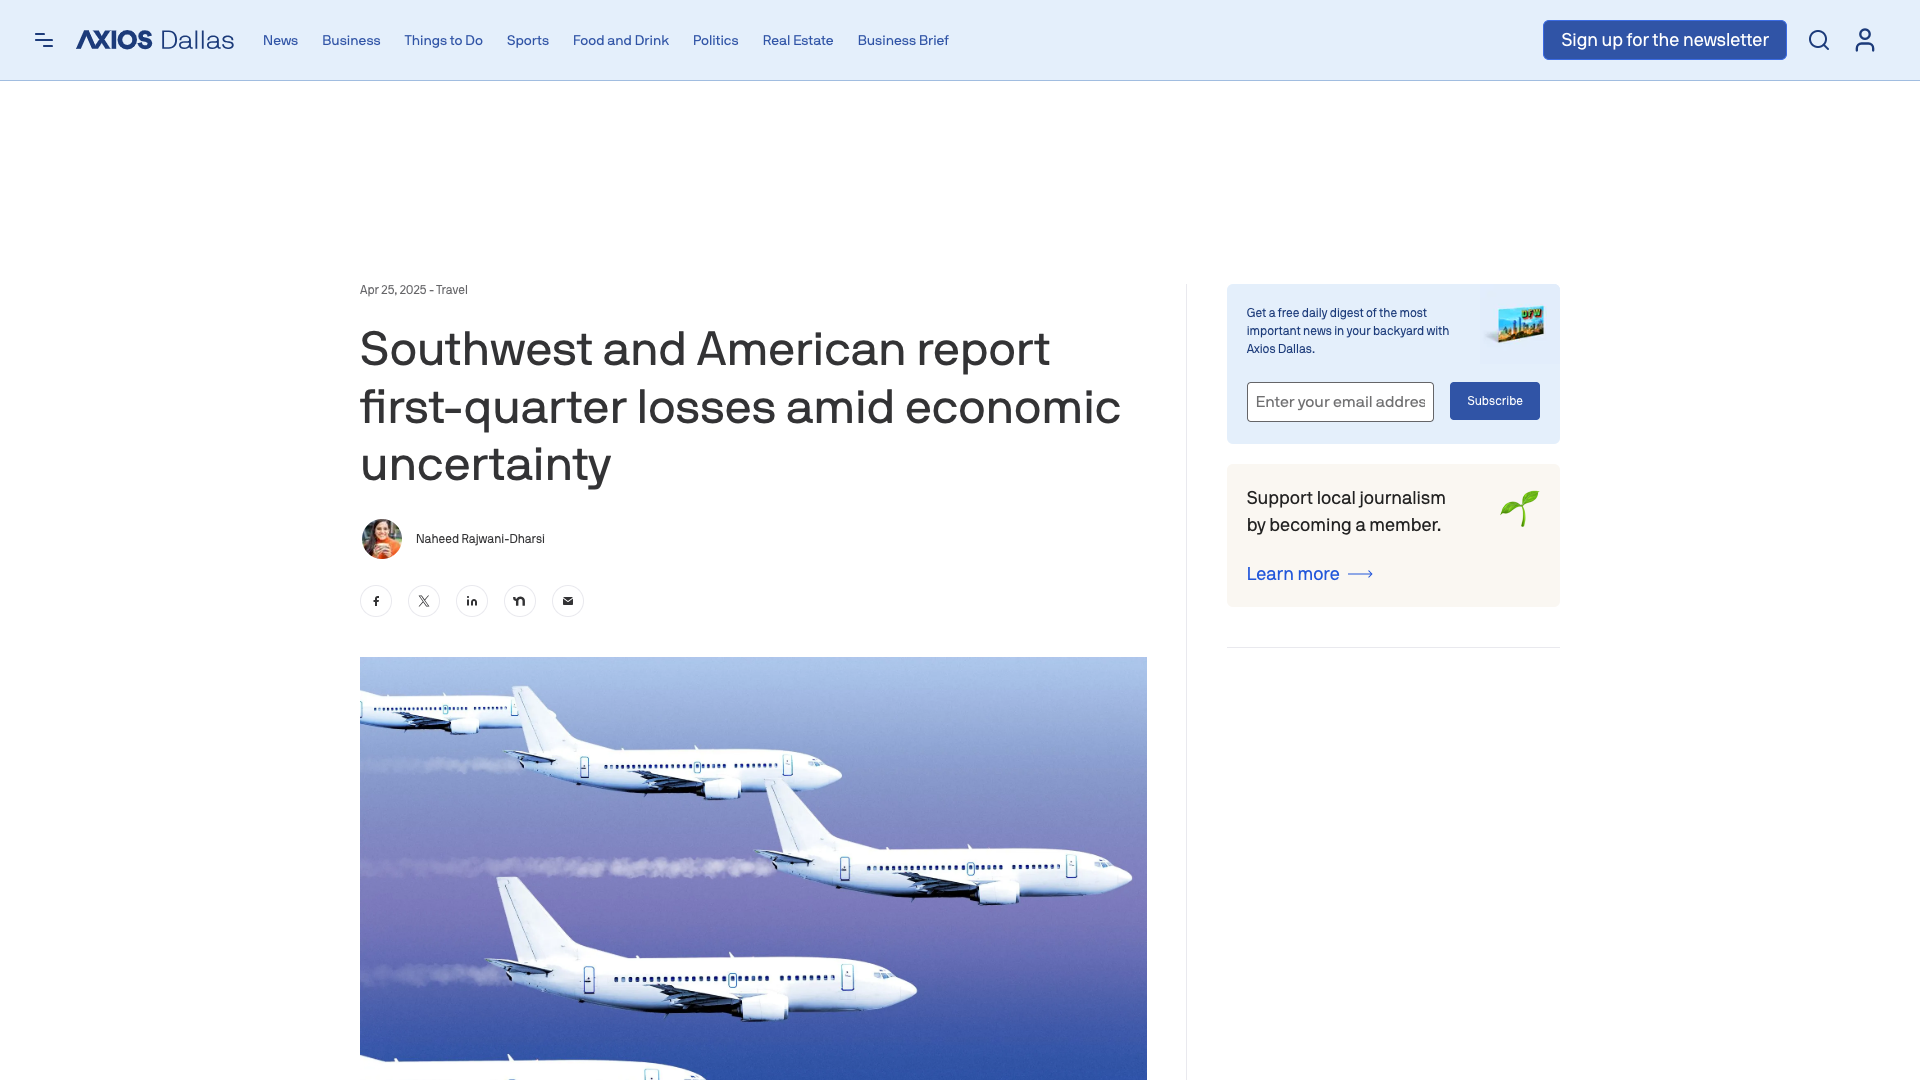 AXIOS Dallas
News Business Things to Do Sports Food and Drink Politics Real Estate Business Brief
Sign up for the newsletter
Apr 25, 2025 - Travel
Southwest and American report
first-quarter losses amid economic
uncertainty
Naheed Rajwani-Dharsi
Get a free daily digest of the most
important news in your backyard with
Axios Dallas.
DFW
Enter your email addres
Subscribe
Support local journalism
by becoming a member.
Learn more